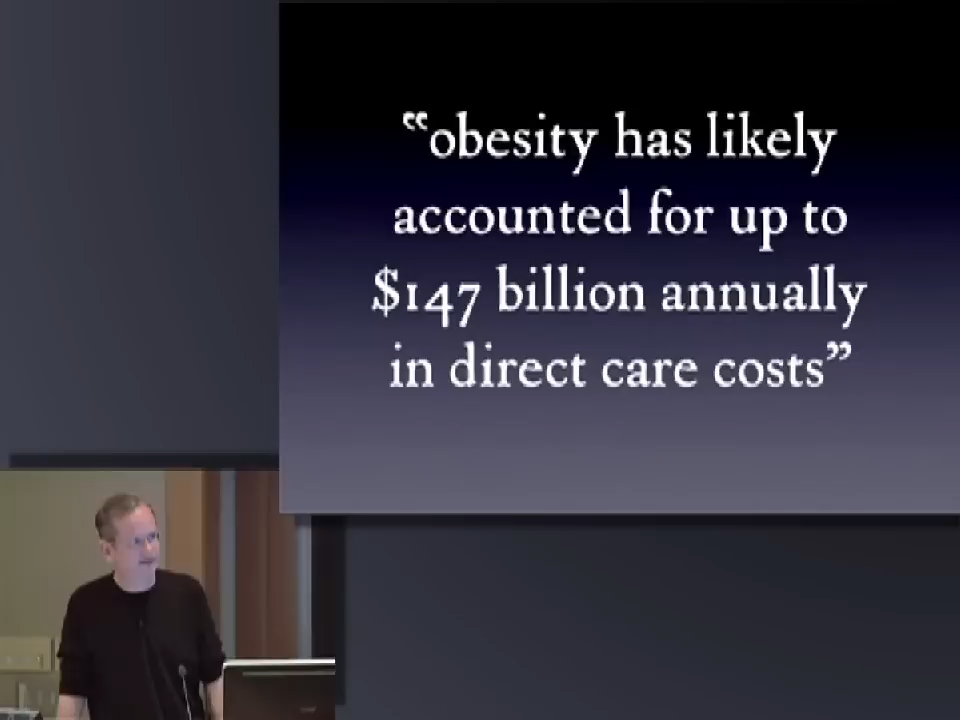 “obesity has likely
accounted for up to
$147 billion annually
in direct care costs”